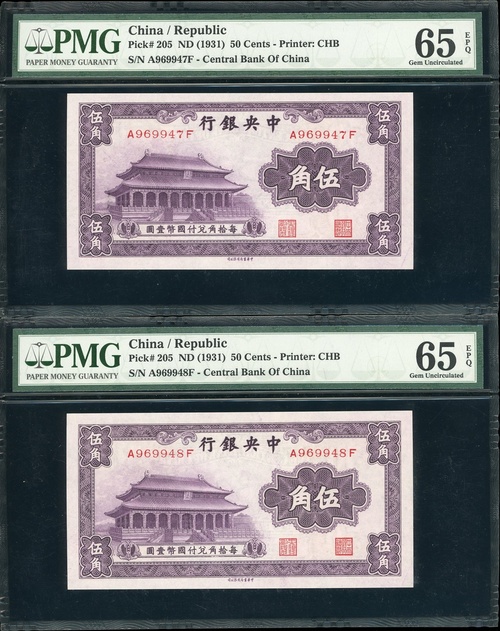 PMG
PAPER MONEY GUARANTY
China / Republic
Pick# 205 ND (1931) 50 Cents - Printer: CHB
S/N A969947F - Central Bank Of China
65 EPQ
Gem Uncirculated
伍角 伍角
行銀央中
A969947F A969947F
角伍
伍角 伍角
圓壹幣國付兌角拾每
PMG
PAPER MONEY GUARANTY
China / Republic
Pick# 205 ND (1931) 50 Cents - Printer: CHB
S/N A969948F - Central Bank Of China
65 EPQ
Gem Uncirculated
伍角 伍角
行銀央中
A969948F A969948F
角伍
伍角 伍角
圓壹幣國付兌角拾每